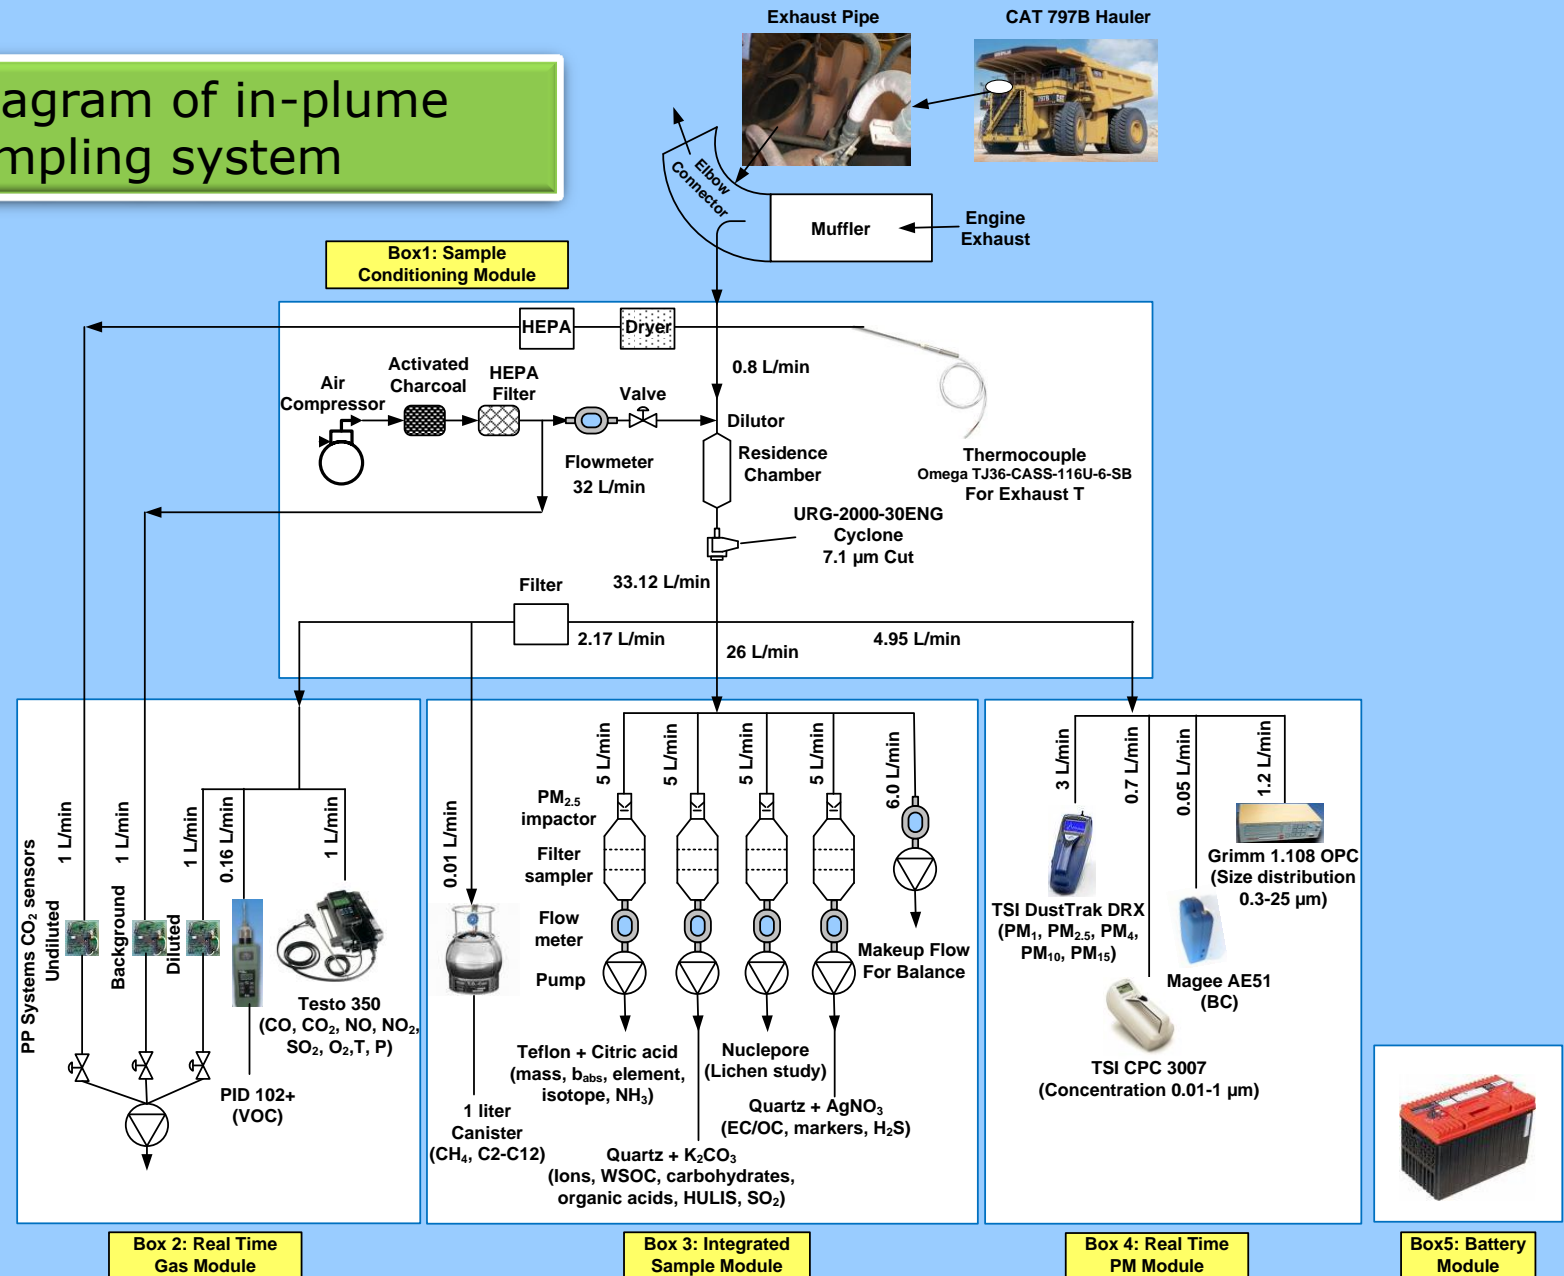 agram of in-plume
mpling system
Exhaust Pipe
CAT 797B Hauler
Elbow
Connector
Muffler
Engine
Exhaust
Box1: Sample
Conditioning Module
HEPA
Dryer
0.8 L/min
Air
Compressor
Activated
Charcoal
HEPA
Filter
Valve
Dilutor
Flowmeter
32 L/min
Residence
Chamber
Thermocouple
Omega TJ36-CASS-116U-6-SB
For Exhaust T
URG-2000-30ENG
Cyclone
7.1 µm Cut
33.12 L/min
Filter
2.17 L/min
26 L/min
4.95 L/min
PP Systems CO₂ sensors
Undiluted
1 L/min
Background
1 L/min
Diluted
1 L/min
0.16 L/min
1 L/min
Testo 350
(CO, CO₂, NO, NO₂,
SO₂, O₂,T, P)
PID 102+
(VOC)
Box 2: Real Time
Gas Module
0.01 L/min
1 liter
Canister
(CH₄, C2-C12)
5 L/min
5 L/min
5 L/min
5 L/min
6.0 L/min
PM₂.₅
impactor
Filter
sampler
Flow
meter
Pump
Makeup Flow
For Balance
Teflon + Citric acid
(mass, bₐbₛ, element,
isotope, NH₃)
Nuclepore
(Lichen study)
Quartz + AgNO₃
(EC/OC, markers, H₂S)
Quartz + K₂CO₃
(Ions, WSOC, carbohydrates,
organic acids, HULIS, SO₂)
Box 3: Integrated
Sample Module
3 L/min
0.7 L/min
0.05 L/min
1.2 L/min
TSI DustTrak DRX
(PM₁, PM₂.₅, PM₄,
PM₁₀, PM₁₅)
Grimm 1.108 OPC
(Size distribution
0.3-25 µm)
Magee AE51
(BC)
TSI CPC 3007
(Concentration 0.01-1 µm)
Box 4: Real Time
PM Module
Box5: Battery
Module